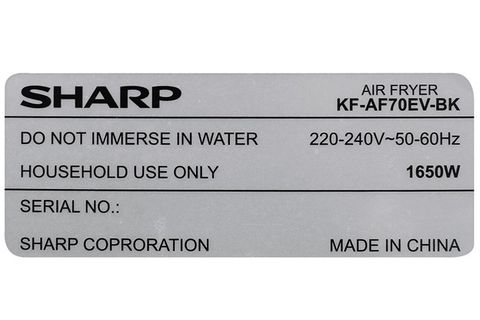 SHARP
AIR FRYER
KF-AF70EV-BK
DO NOT IMMERSE IN WATER 220-240V~50-60Hz
HOUSEHOLD USE ONLY 1650W
SERIAL NO.:
SHARP COPRORATION MADE IN CHINA